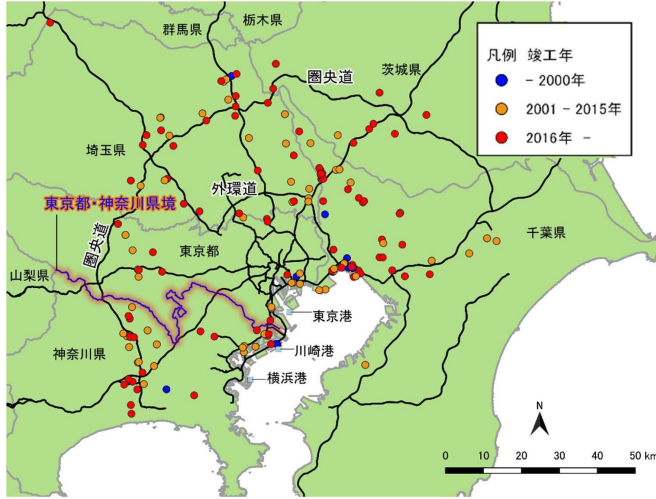 群馬県
栃木県
圏央道
茨城県
凡例 竣工年
- 2000年
2001 - 2015年
2016年 -
埼玉県
外環道
東京都・神奈川県境
圏央道
東京都
千葉県
山梨県
東京港
神奈川県
川崎港
横浜港
N
0 10 20 30 40 50 km